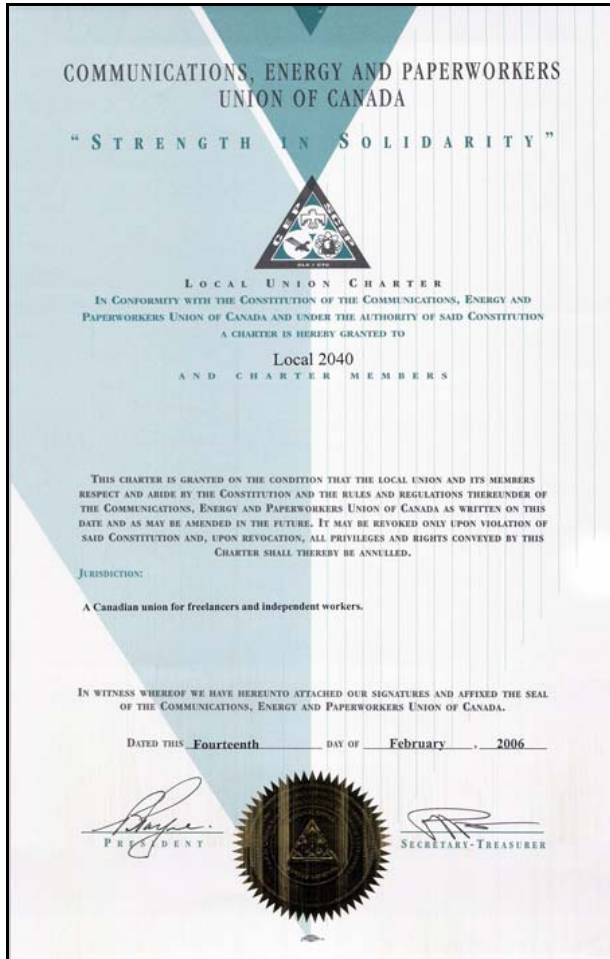 COMMUNICATIONS, ENERGY AND PAPERWORKERS
UNION OF CANADA
"STRENGTH IN SOLIDARITY"
CEP SCEP
CLC / CTC
LOCAL UNION CHARTER
IN CONFORMITY WITH THE CONSTITUTION OF THE COMMUNICATIONS, ENERGY AND
PAPERWORKERS UNION OF CANADA AND UNDER THE AUTHORITY OF SAID CONSTITUTION
A CHARTER IS HEREBY GRANTED TO
Local 2040
AND CHARTER MEMBERS
THIS CHARTER IS GRANTED ON THE CONDITION THAT THE LOCAL UNION AND ITS MEMBERS
RESPECT AND ABIDE BY THE CONSTITUTION AND THE RULES AND REGULATIONS THEREUNDER OF
THE COMMUNICATIONS, ENERGY AND PAPERWORKERS UNION OF CANADA AS WRITTEN ON THIS
DATE AND AS MAY BE AMENDED IN THE FUTURE. IT MAY BE REVOKED ONLY UPON VIOLATION OF
SAID CONSTITUTION AND, UPON REVOCATION, ALL PRIVILEGES AND RIGHTS CONVEYED BY THIS
CHARTER SHALL THEREBY BE ANNULLED.
JURISDICTION:
A Canadian union for freelancers and independent workers.
IN WITNESS WHEREOF WE HAVE HEREUNTO ATTACHED OUR SIGNATURES AND AFFIXED THE SEAL
OF THE COMMUNICATIONS, ENERGY AND PAPERWORKERS UNION OF CANADA.
DATED THIS Fourteenth DAY OF February , 2006
PRESIDENT SECRETARY-TREASURER